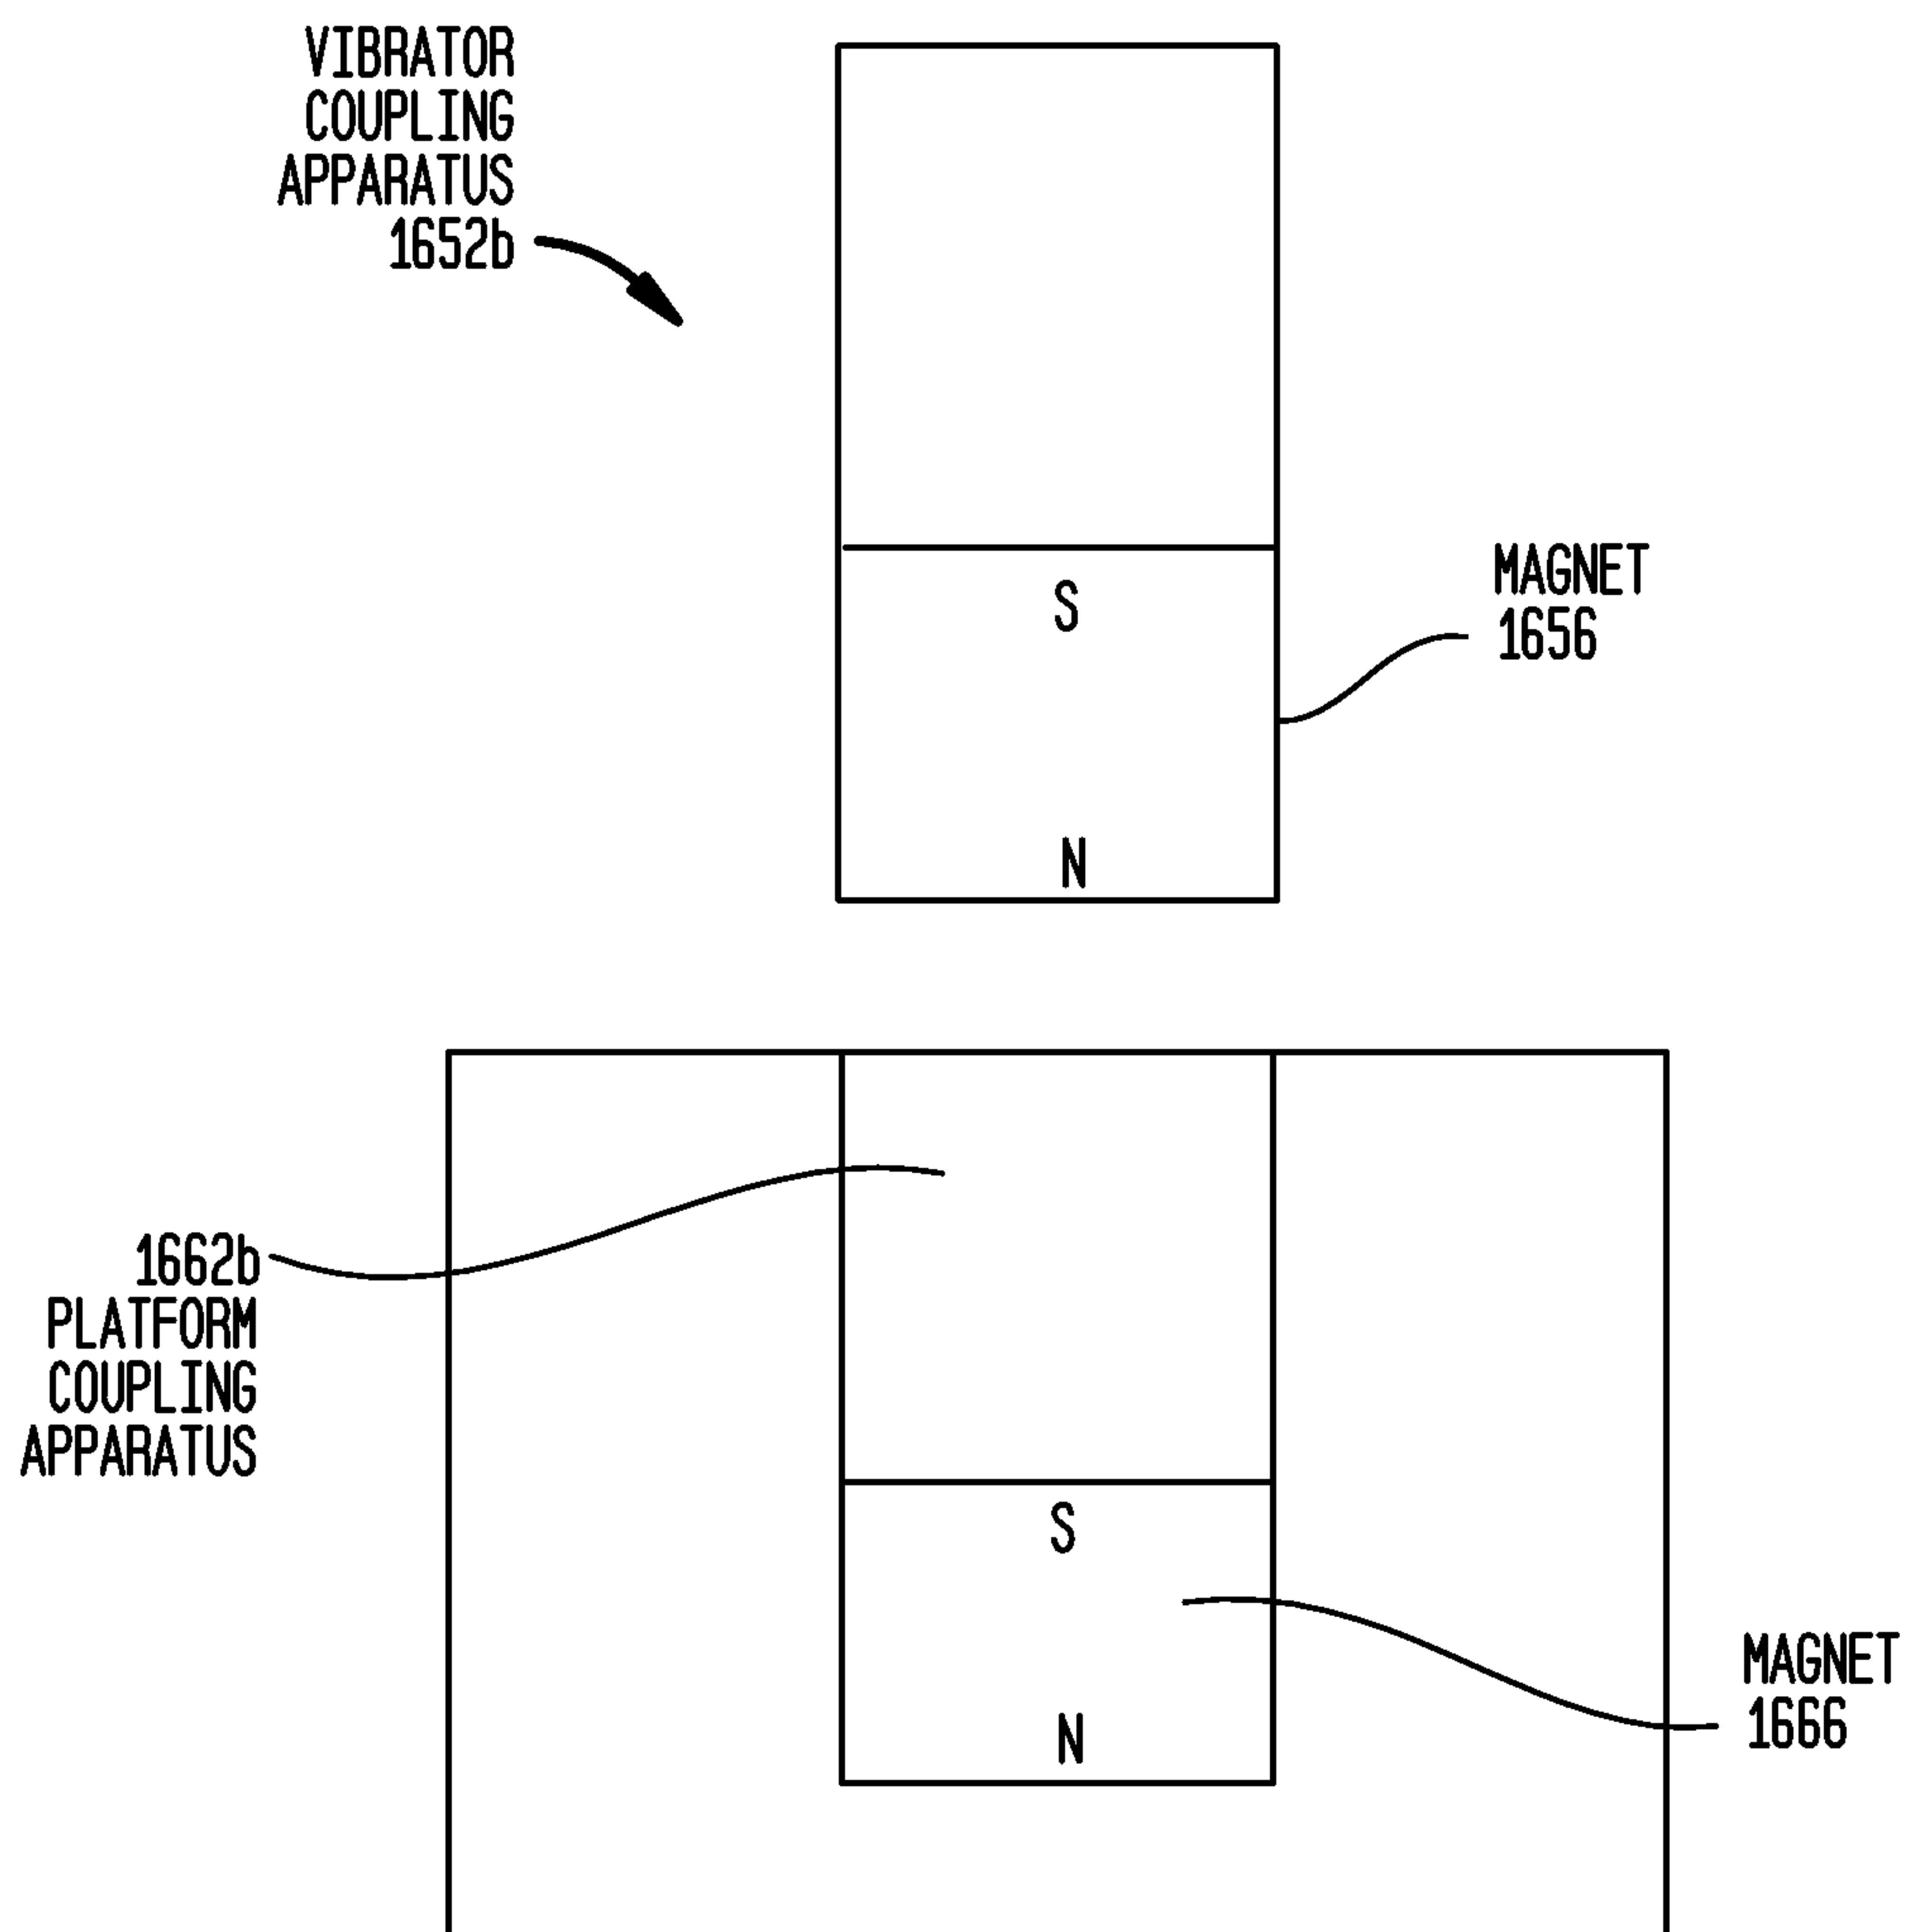 VIBRATOR
COUPLING
APPARATUS
1652b
S
MAGNET
1656
N
1662b
PLATFORM
COUPLING
APPARATUS
S
N
MAGNET
1666